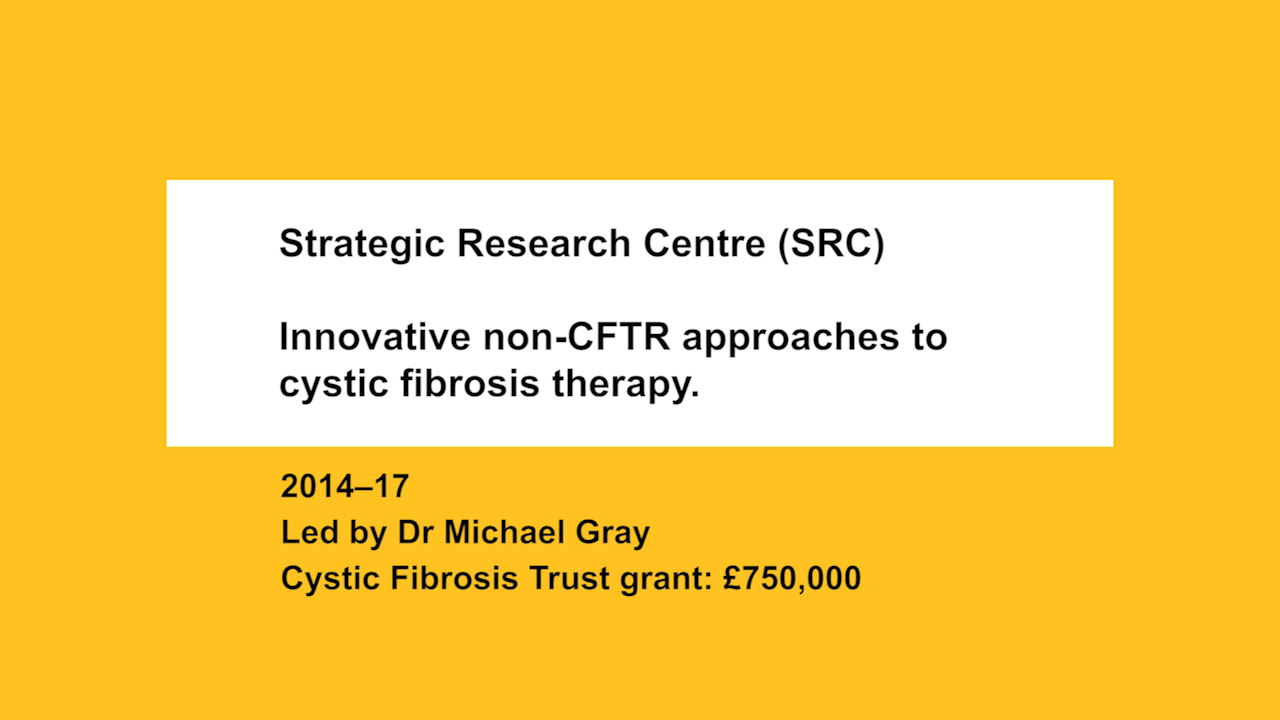 Strategic Research Centre (SRC)
Innovative non-CFTR approaches to
cystic fibrosis therapy.
2014–17
Led by Dr Michael Gray
Cystic Fibrosis Trust grant: £750,000